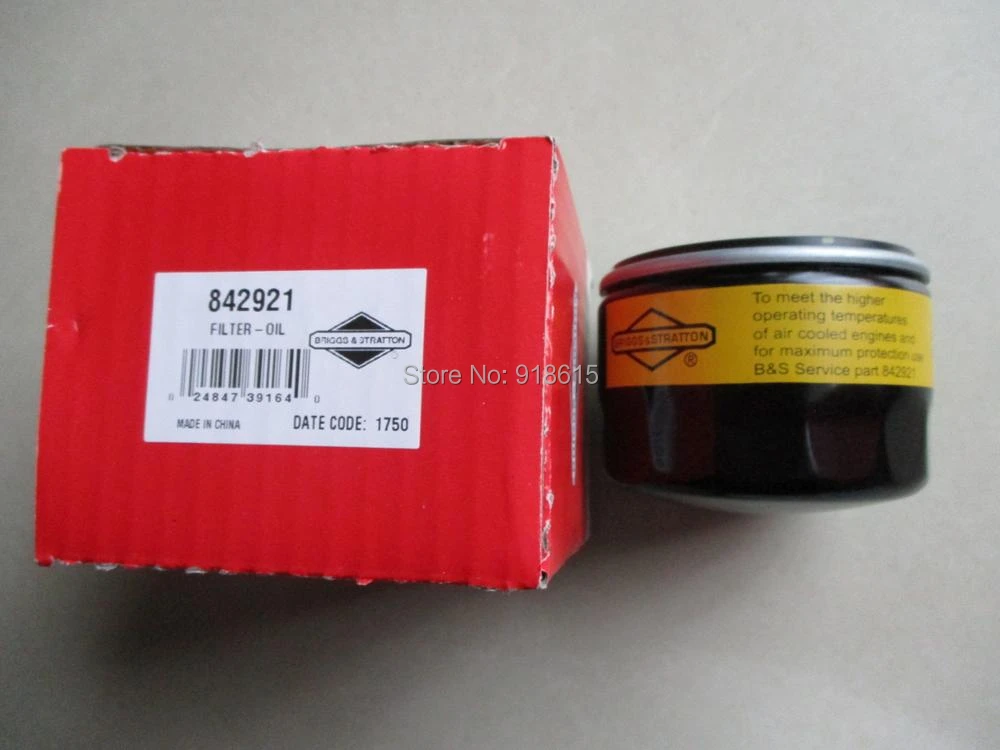 842921
FILTER-OIL
BRIGGS & STRATTON
0 24847 39164 0
MADE IN CHINA
DATE CODE: 1750
Store No: 918615
BRIGGS & STRATTON
®
To meet the higher
operating temperatures
of air cooled engines and
for maximum protection use
B&S Service part 842921